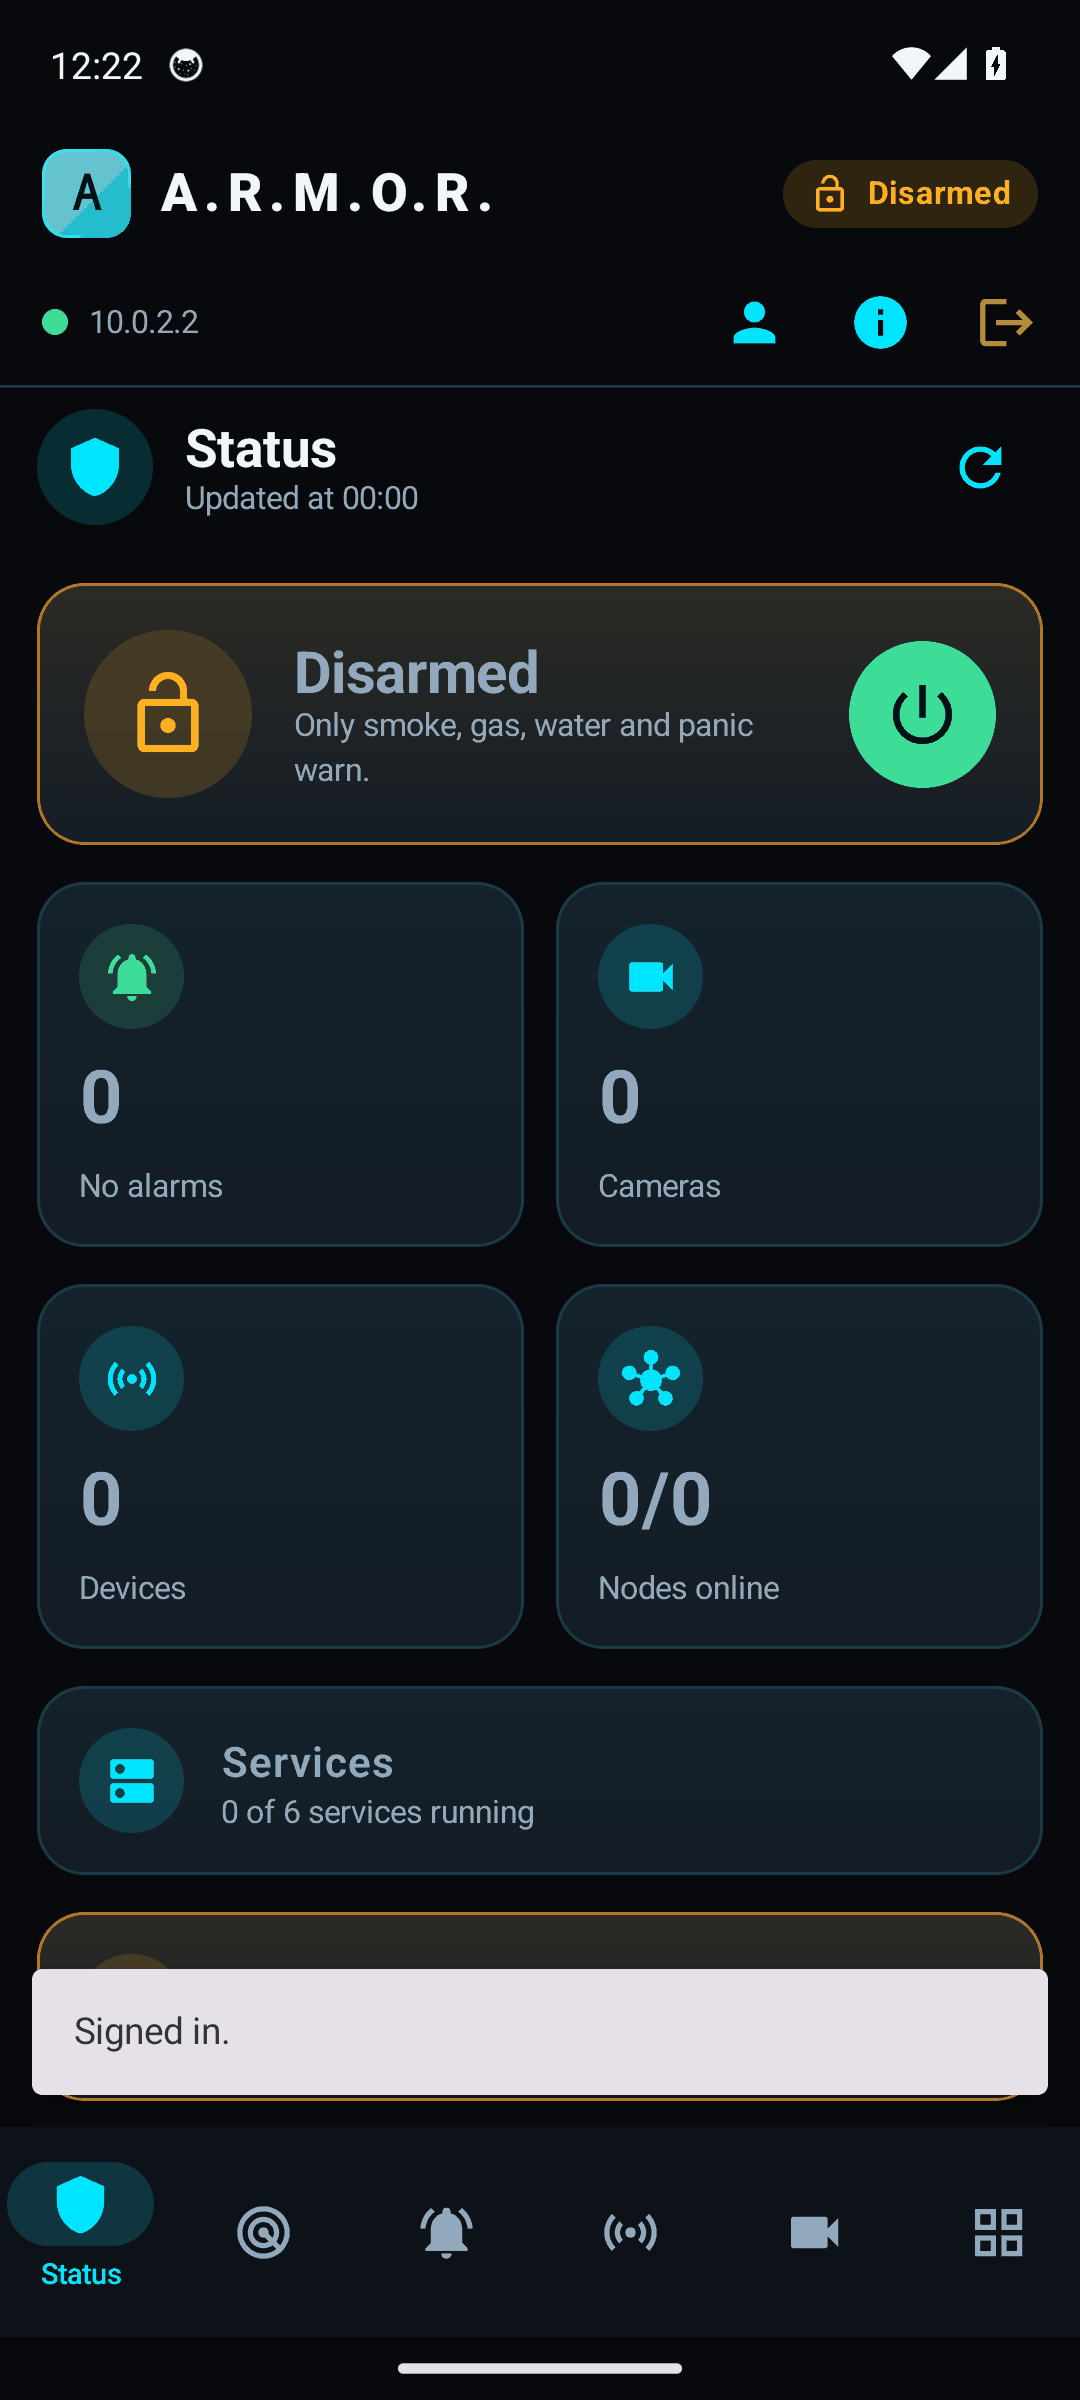 12:22
A
A.R.M.O.R.
Disarmed
10.0.2.2
Status
Updated at 00:00
Disarmed
Only smoke, gas, water and panic
warn.
0
No alarms
0
Cameras
0
Devices
0/0
Nodes online
Services
0 of 6 services running
Signed in.
Status